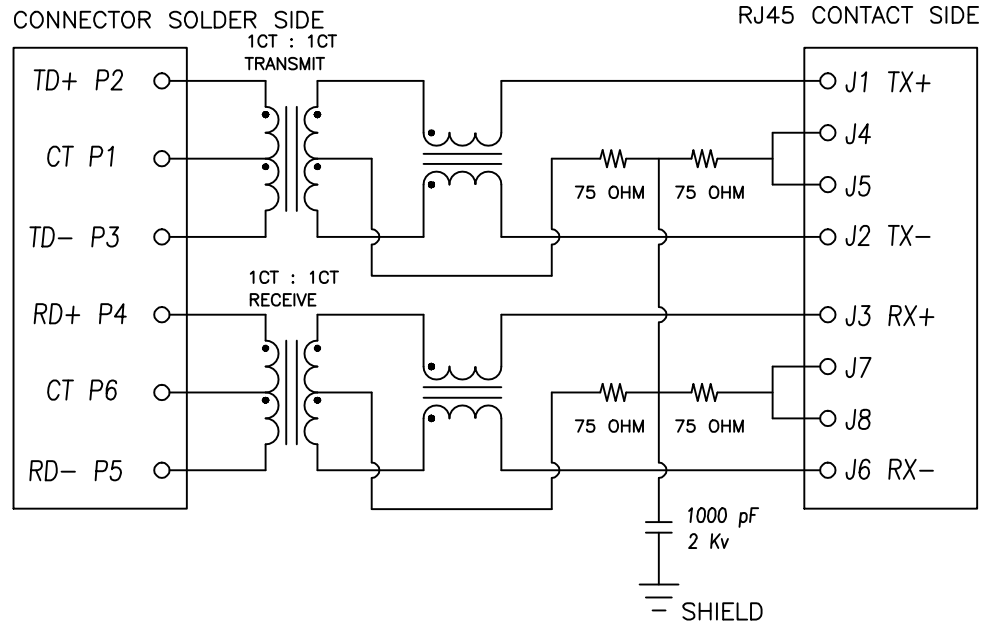 CONNECTOR SOLDER SIDE
RJ45 CONTACT SIDE
1CT : 1CT
TRANSMIT
TD+ P2
J1 TX+
J4
CT P1
J5
75 OHM
75 OHM
TD- P3
J2 TX-
1CT : 1CT
RECEIVE
RD+ P4
J3 RX+
J7
CT P6
J8
75 OHM
75 OHM
RD- P5
J6 RX-
1000 pF
2 Kv
SHIELD